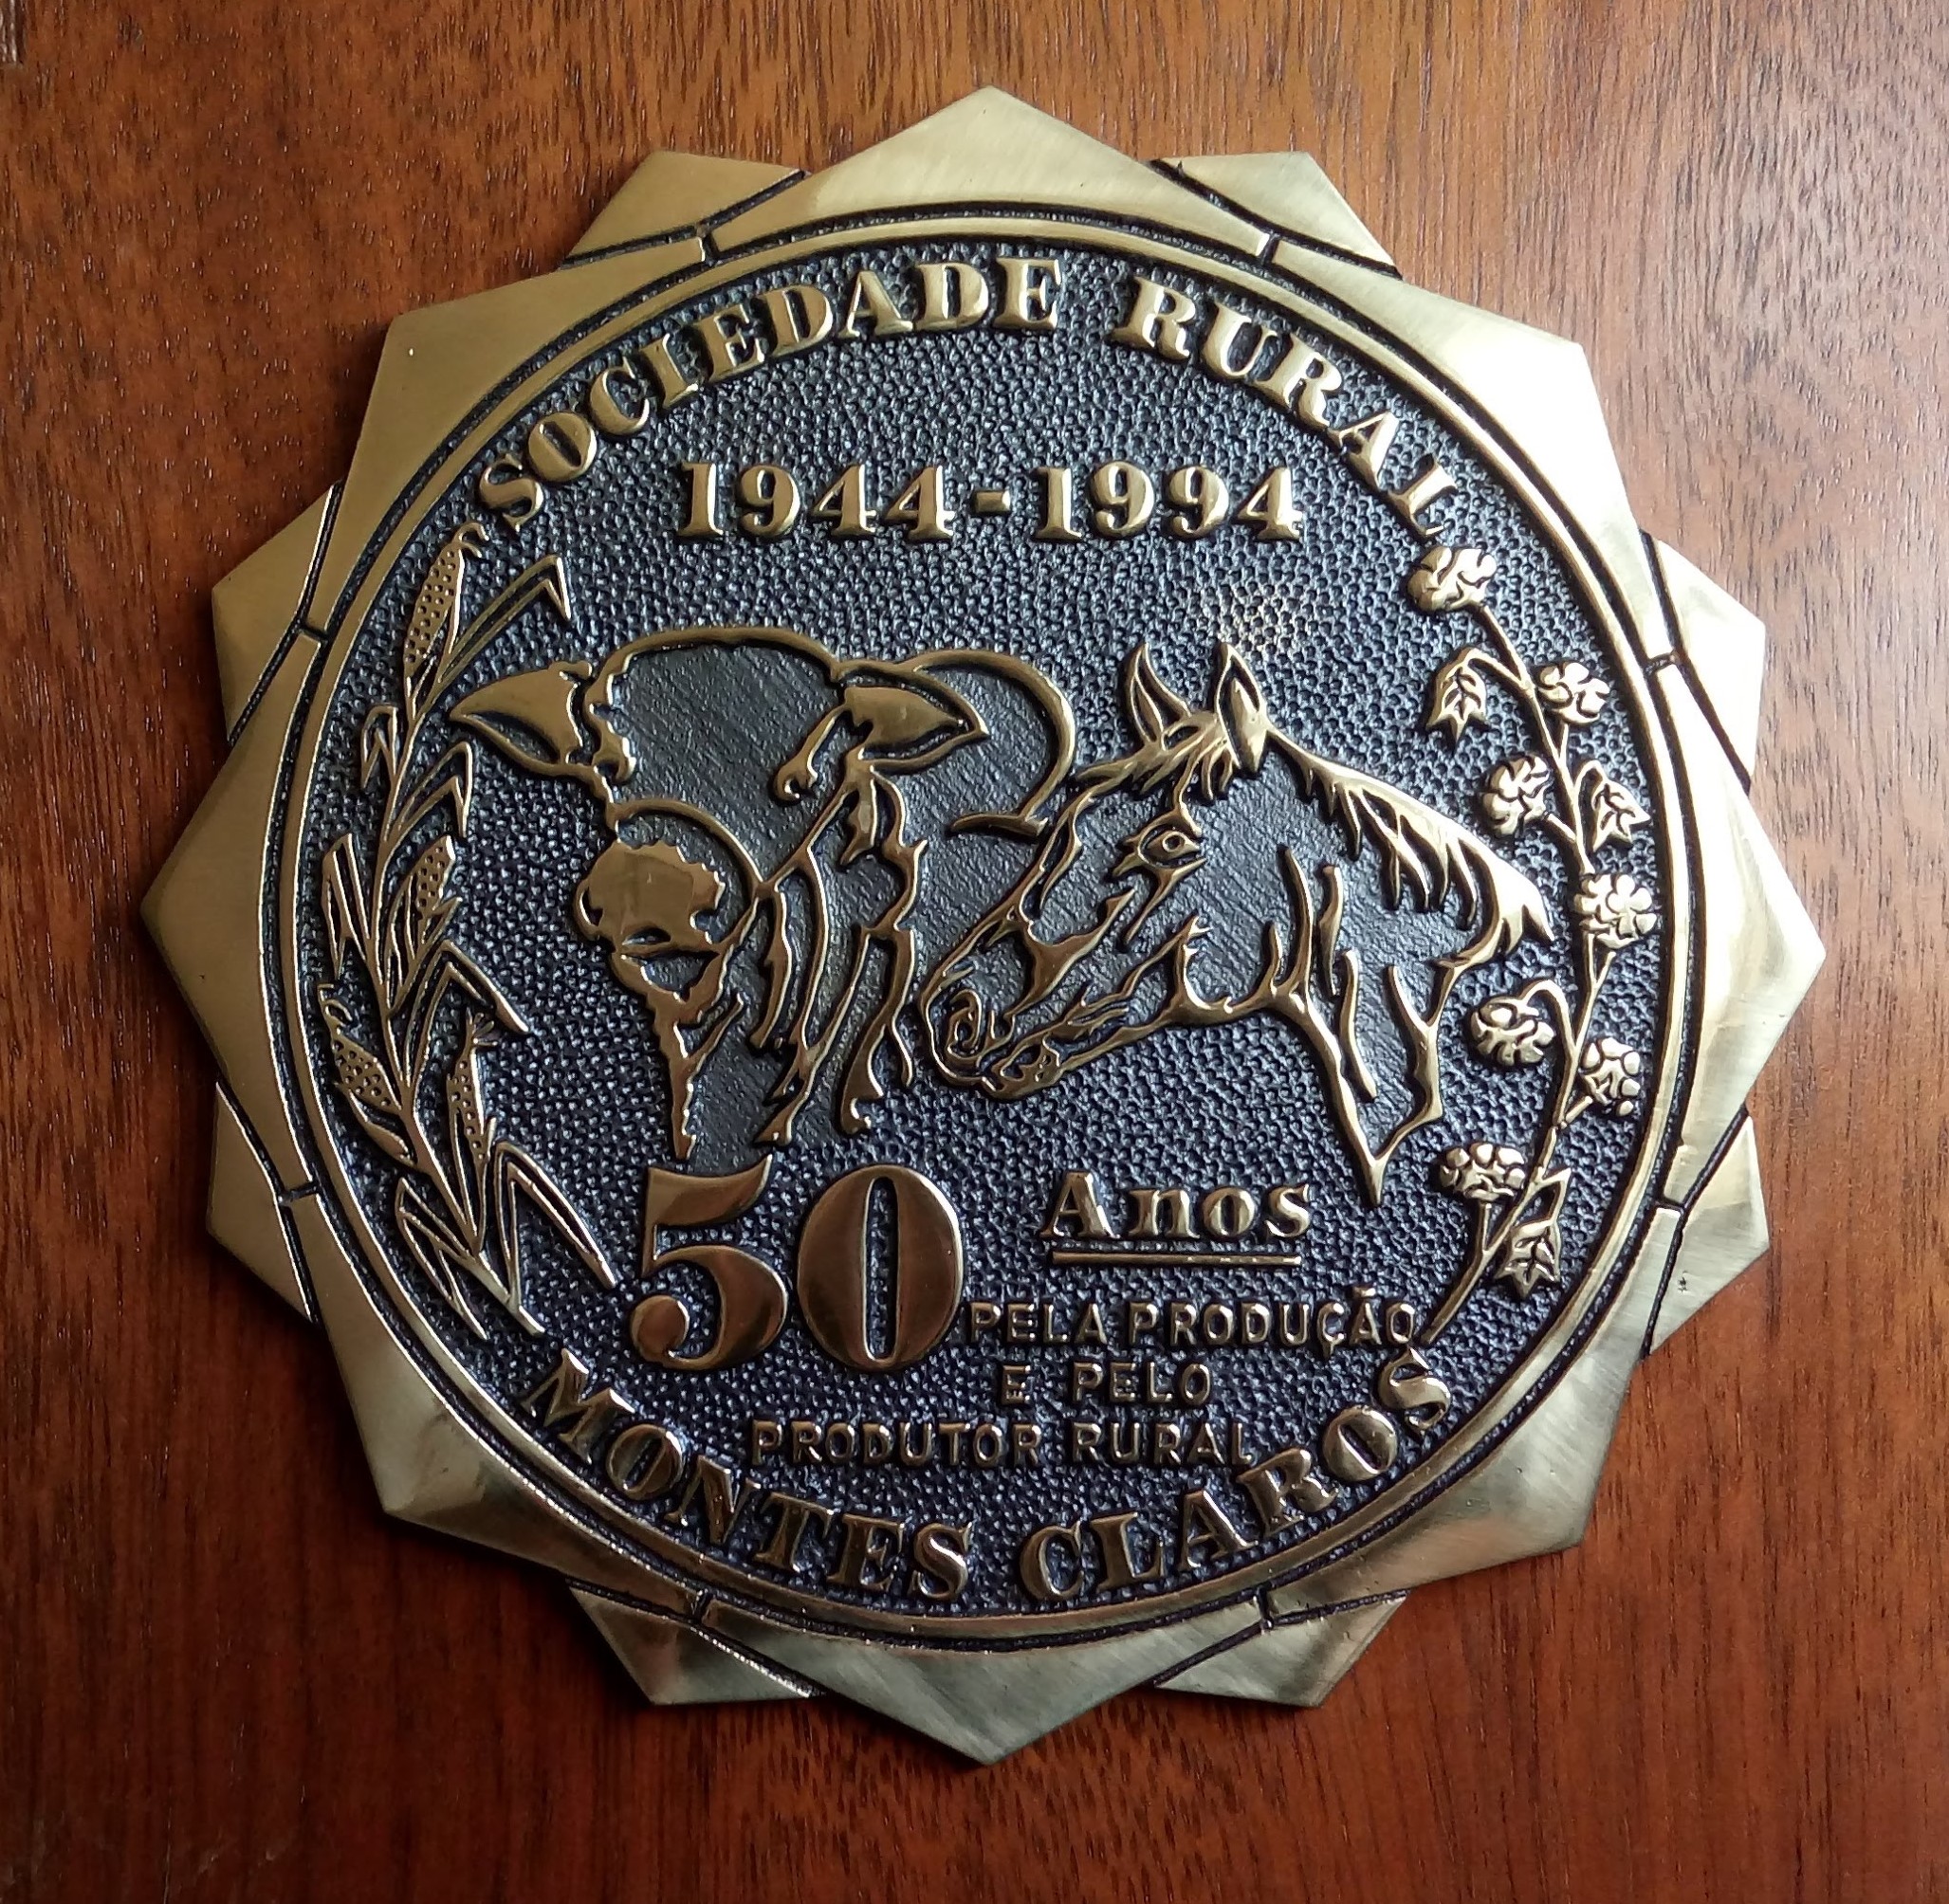 SOCIEDADE RURAL
1944-1994
50 Anos
PELA PRODUÇÃO
E PELO
PRODUTOR RURAL
MONTES CLAROS